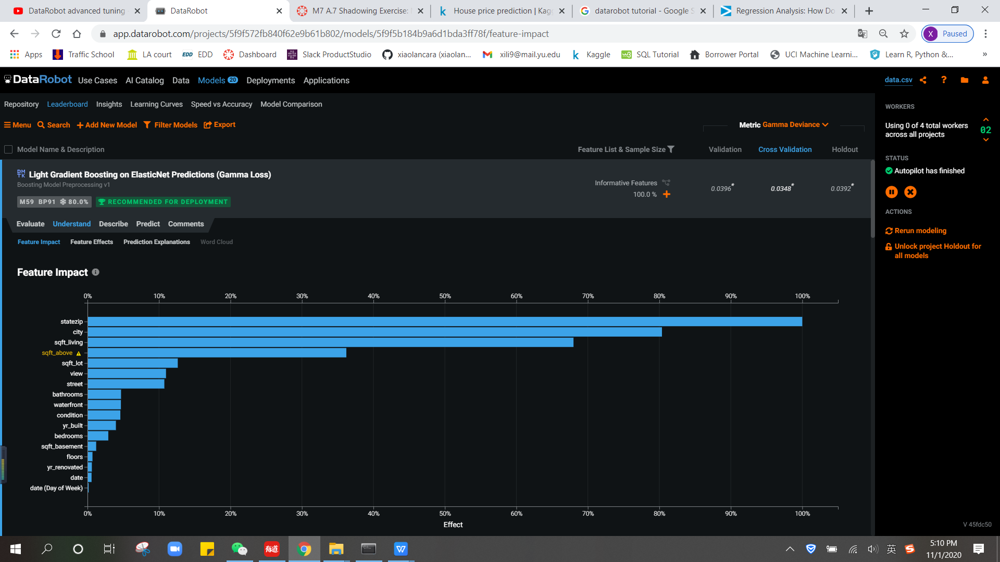 DataRobot advanced tuning
DataRobot
M7 A.7 Shadowing Exercise:
House price prediction | Kagg
datarobot tutorial - Google S
Regression Analysis: How Do
app.datarobot.com/projects/5f9f572fb840f62e9b61b802/models/5f9f5b184b9a6d1bda3ff78f/feature-impact
X Paused
Apps
Traffic School
LA court
EDD EDD
Dashboard
Slack ProductStudio
xiaolancara (xiaolan...
xili9@mail.yu.edu
Kaggle
SQL Tutorial
Borrower Portal
UCI Machine Learni...
Learn R, Python &...
»
DataRobot Use Cases AI Catalog Data Models 20 Deployments Applications
data.csv
Repository Leaderboard Insights Learning Curves Speed vs Accuracy Model Comparison
Menu Search Add New Model Filter Models Export
Metric Gamma Deviance
Model Name & Description
Feature List & Sample Size
Validation Cross Validation Holdout
DM
TK
Light Gradient Boosting on ElasticNet Predictions (Gamma Loss)
Boosting Model Preprocessing v1
M59 BP91 80.0% RECOMMENDED FOR DEPLOYMENT
Informative Features
100.0 %
0.0396* 0.0348* 0.0392*
Evaluate Understand Describe Predict Comments
Feature Impact Feature Effects Prediction Explanations Word Cloud
Feature Impact
0% 10% 20% 30% 40% 50% 60% 70% 80% 90% 100%
statezip
city
sqft_living
sqft_above
sqft_lot
view
street
bathrooms
waterfront
condition
yr_built
bedrooms
sqft_basement
floors
yr_renovated
date
date (Day of Week)
0% 10% 20% 30% 40% 50% 60% 70% 80% 90% 100%
Effect
WORKERS
Using 0 of 4 total workers
across all projects
02
STATUS
Autopilot has finished
ACTIONS
Rerun modeling
Unlock project Holdout for
all models
V 45fdc50
有道
W
英
S
5:10 PM
11/1/2020